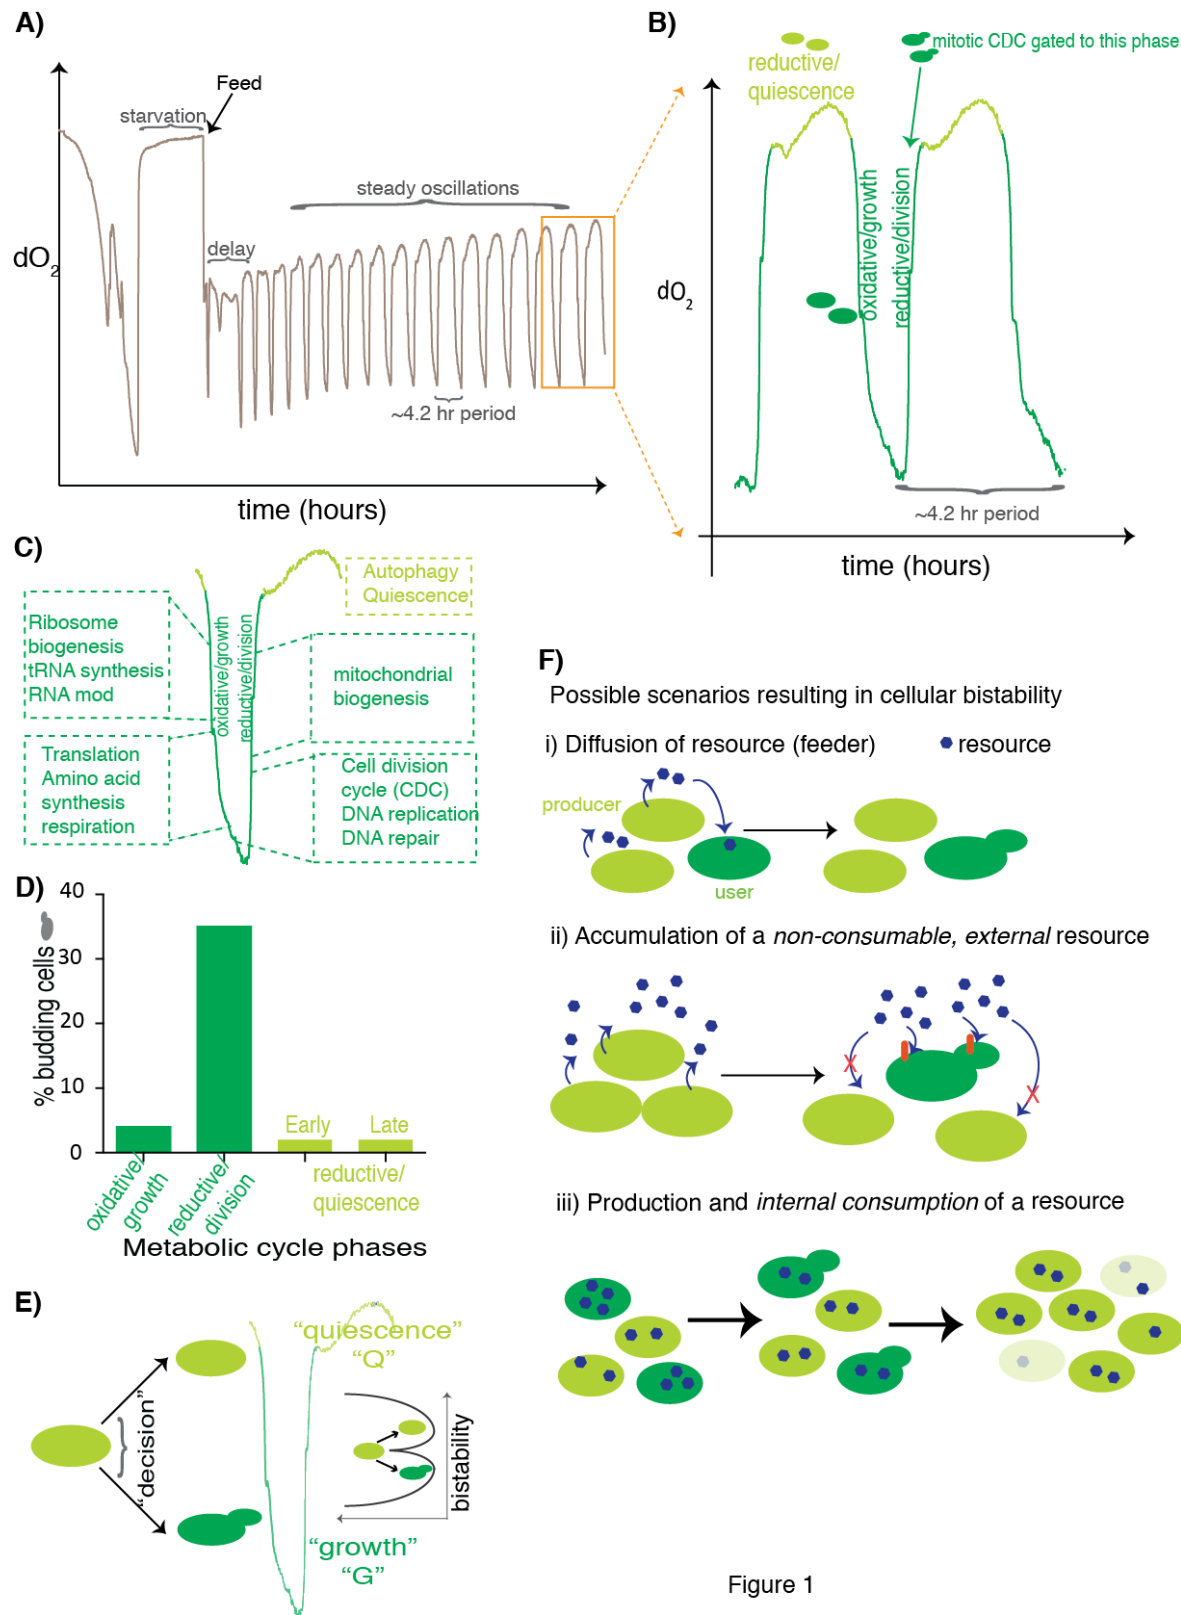 A)
Feed
starvation
steady oscillations
delay
dO2
~4.2 hr period
time (hours)
B)
mitotic CDC gated to this phase
reductive/
quiescence
oxidative/growth
reductive/division
dO2
~4.2 hr period
time (hours)
C)
Autophagy
Quiescence
Ribosome
biogenesis
tRNA synthesis
RNA mod
oxidative/growth
reductive/division
mitochondrial
biogenesis
Translation
Amino acid
synthesis
respiration
Cell division
cycle (CDC)
DNA replication
DNA repair
D)
% budding cells
40
30
20
10
0
Early
Late
oxidative/
growth
reductive/
division
reductive/
quiescence
Metabolic cycle phases
E)
"decision"
"quiescence"
"Q"
bistability
"growth"
"G"
F)
Possible scenarios resulting in cellular bistability
i) Diffusion of resource (feeder)
resource
producer
user
ii) Accumulation of a non-consumable, external resource
X
X
iii) Production and internal consumption of a resource
Figure 1